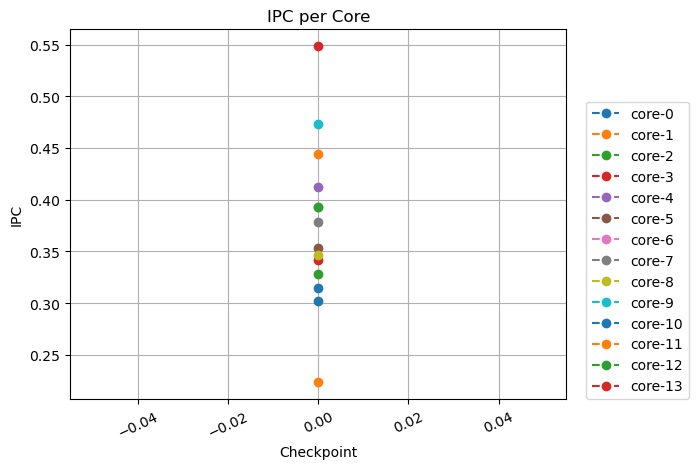 IPC per Core
IPC
0.55
0.50
0.45
0.40
0.35
0.30
0.25
−0.04
−0.02
0.00
0.02
0.04
Checkpoint
core-0
core-1
core-2
core-3
core-4
core-5
core-6
core-7
core-8
core-9
core-10
core-11
core-12
core-13